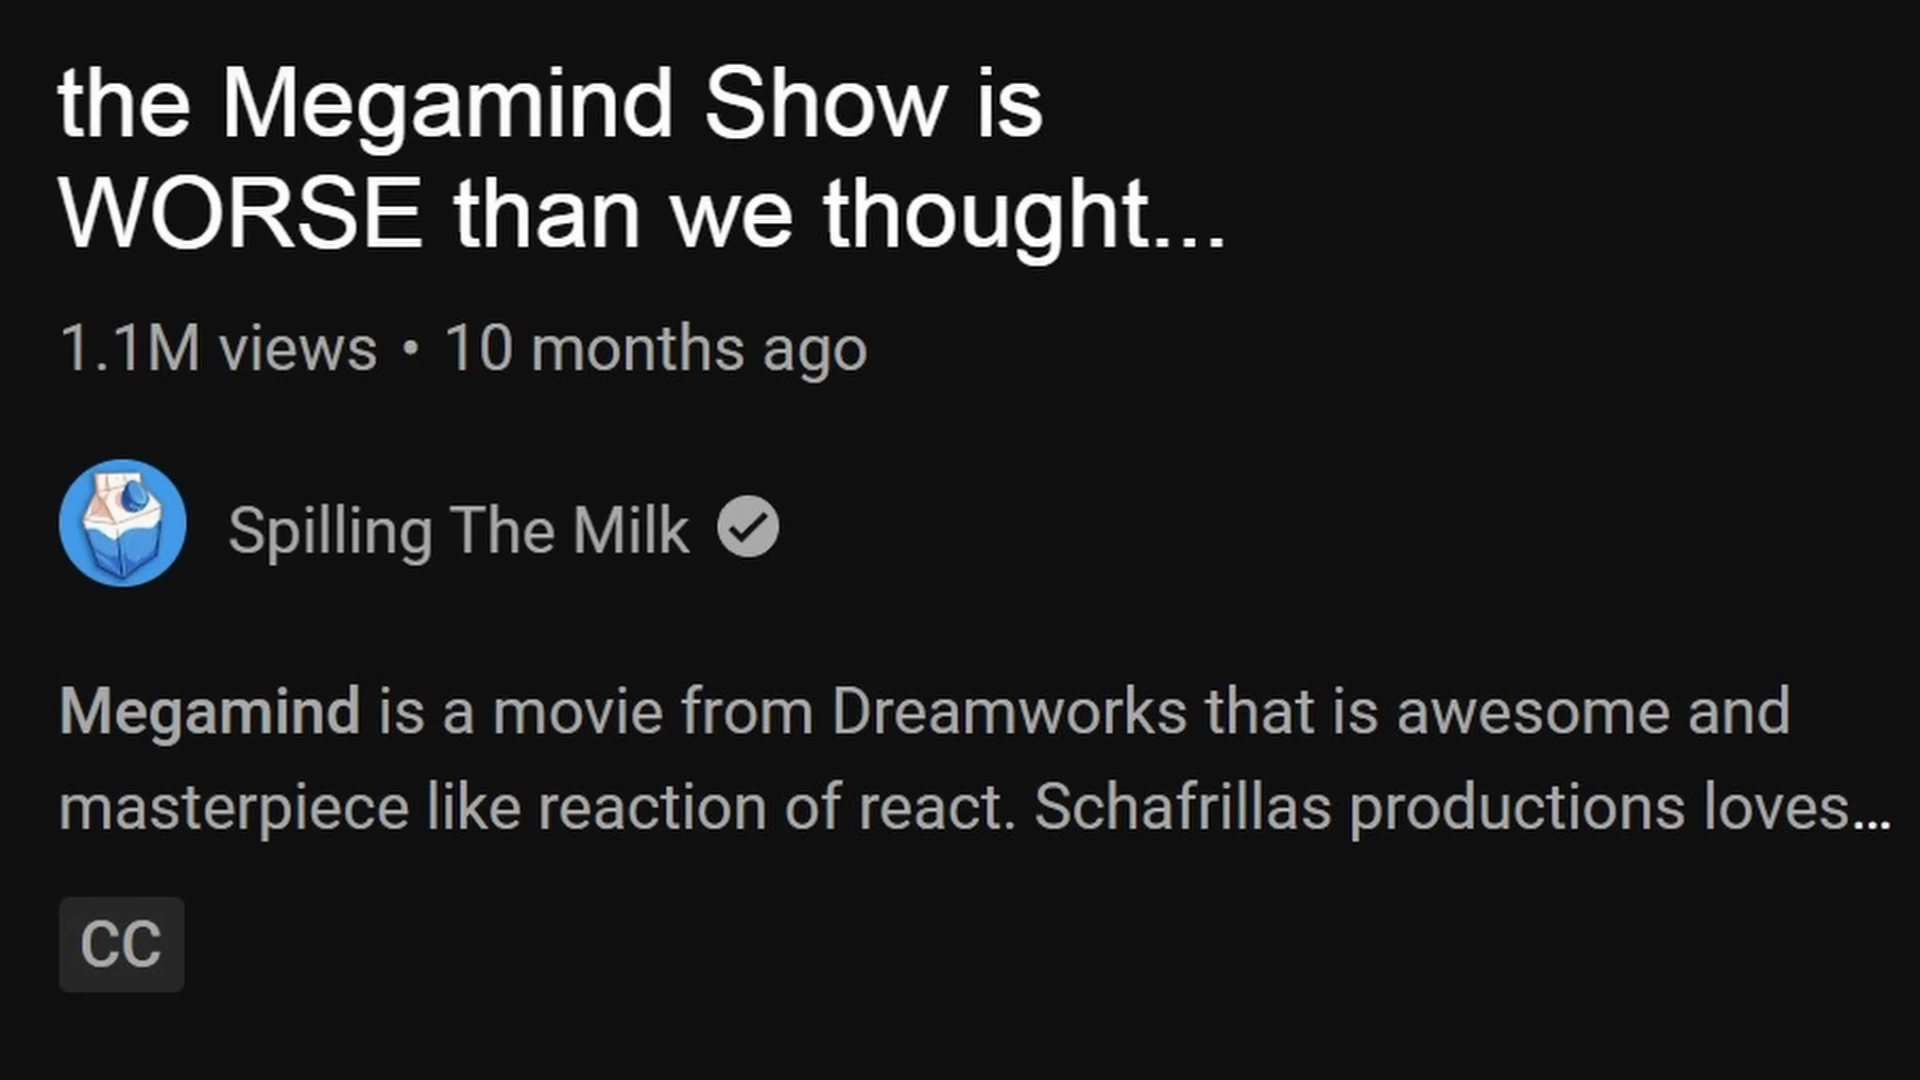 the Megamind Show is
WORSE than we thought...
1.1M views • 10 months ago
Spilling The Milk
Megamind is a movie from Dreamworks that is awesome and
masterpiece like reaction of react. Schafrillas productions loves...
CC